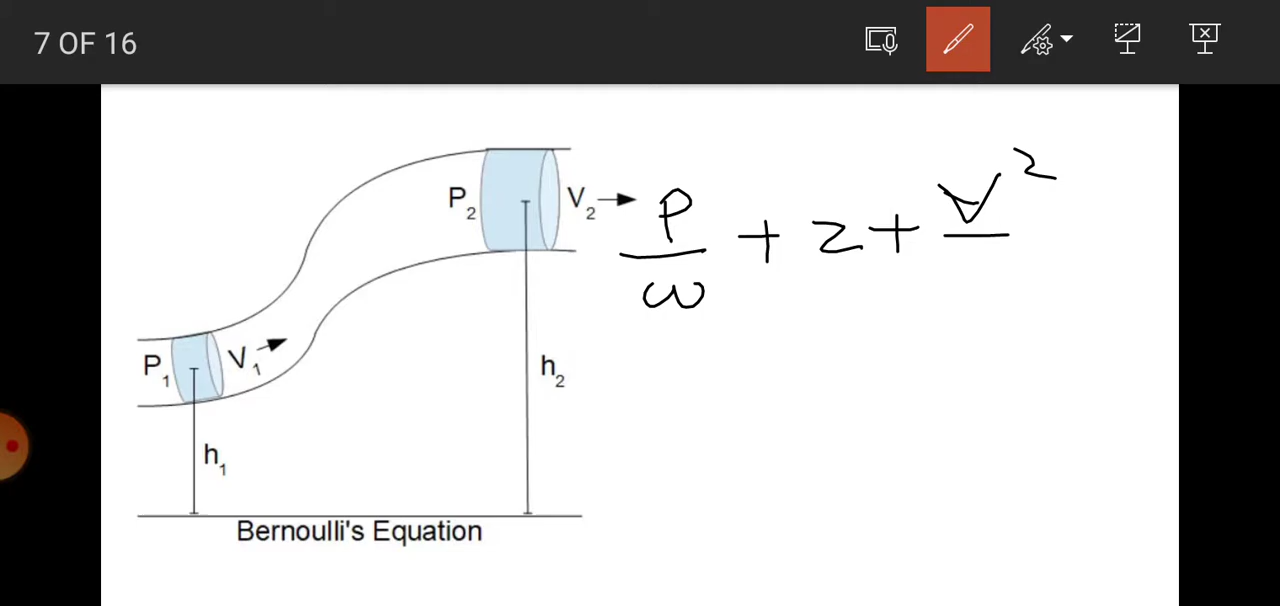 7 OF 16
P₂ V₂
P/ω + z + V²/
P₁ V₁
h₂
h₁
Bernoulli's Equation